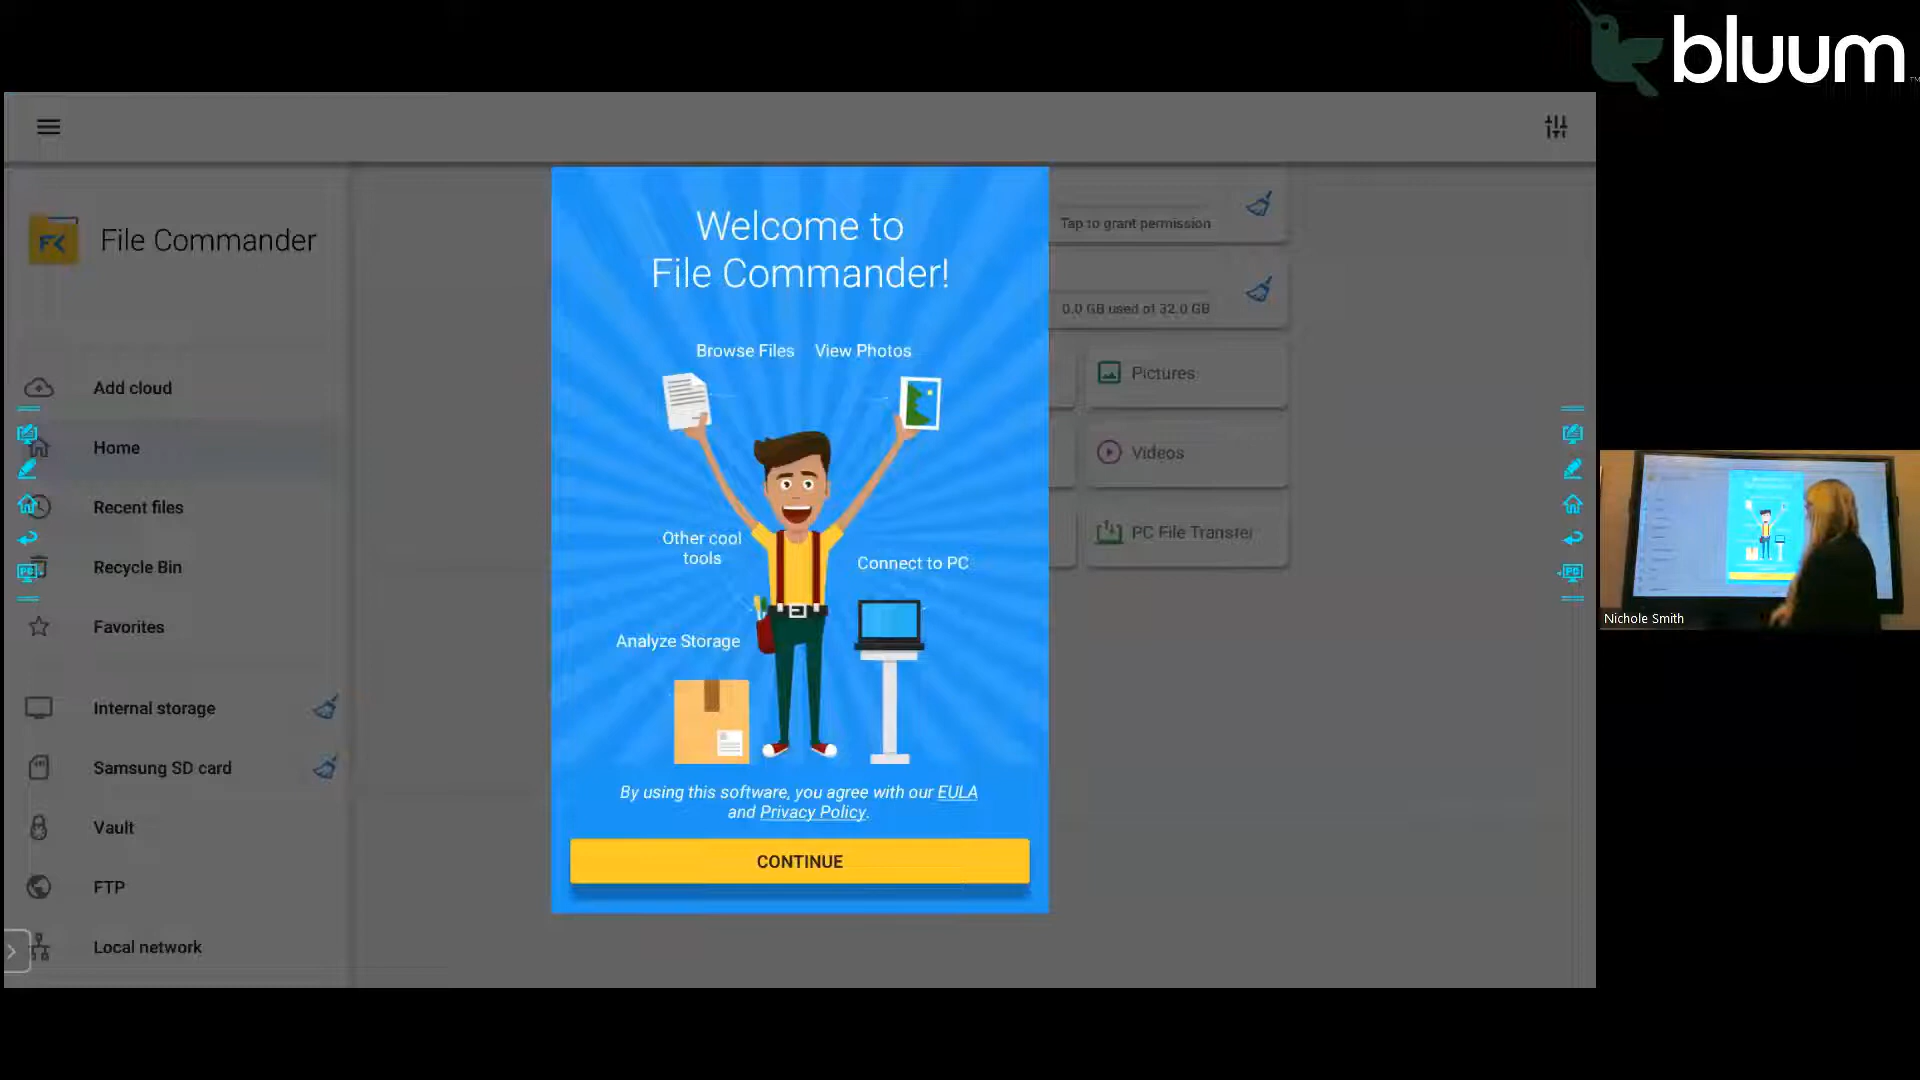 bluum
TM
File Commander
Add cloud
Home
Recent files
Recycle Bin
Favorites
Internal storage
Samsung SD card
Vault
FTP
Local network
Welcome to
File Commander!
Browse Files View Photos
Other cool
tools
Connect to PC
Analyze Storage
By using this software, you agree with our EULA
and Privacy Policy.
CONTINUE
Tap to grant permission
0.0 GB used of 32.0 GB
Pictures
Videos
PC File Transfer
PC
PC
Nichole Smith